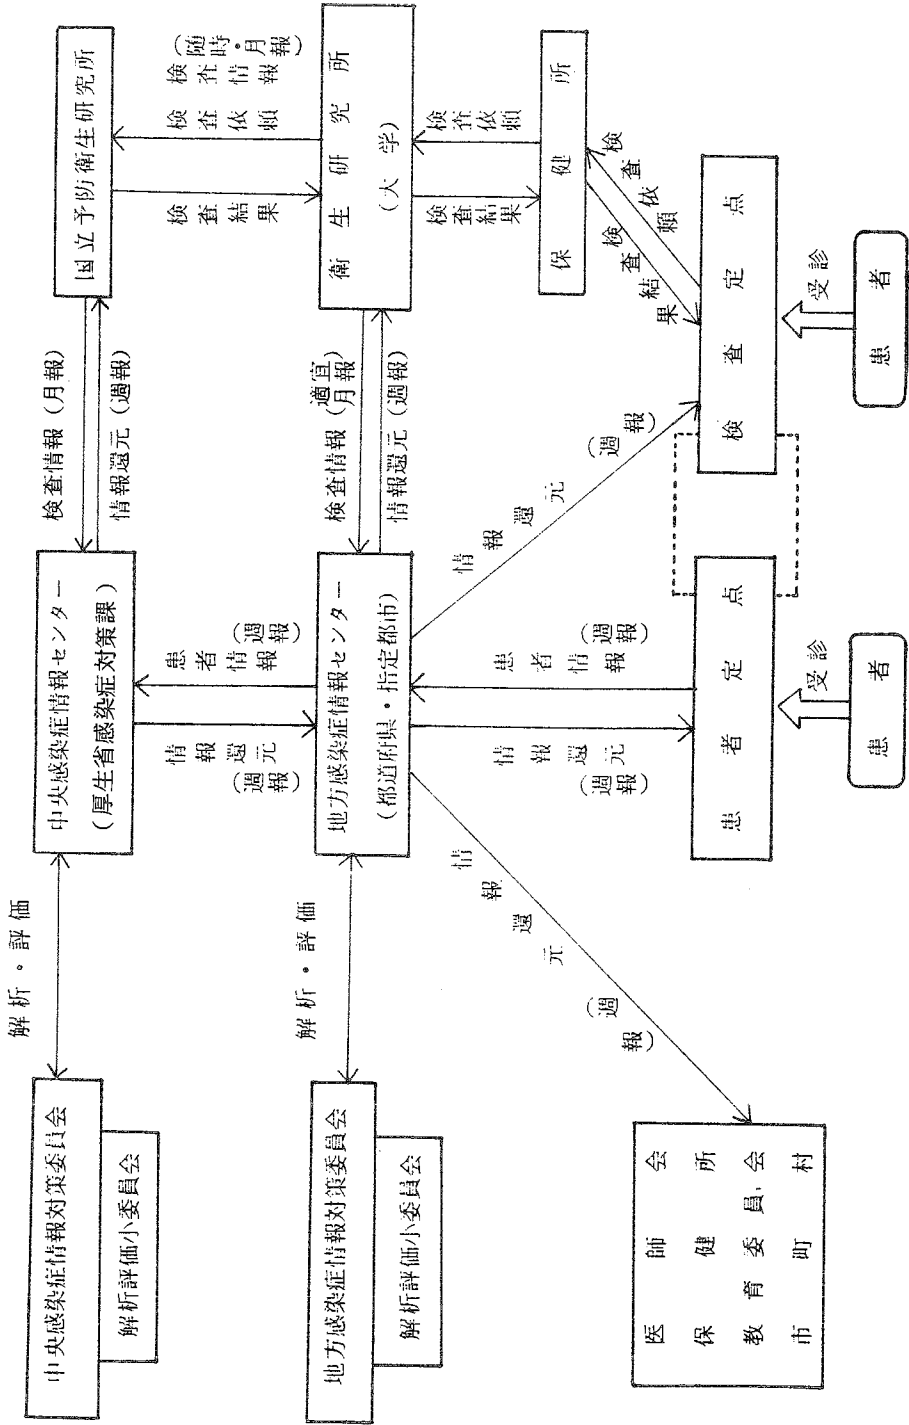 中央感染症情報対策委員会
解析評価小委員会
解析・評価
中央感染症情報センター
(厚生省感染症対策課)
検査情報(月報)
情報還元(週報)
国立予防衛生研究所
情報還元
(週報)
患者情報
(週報)
検査結果
検査依頼
検査情報
(随時・月報)
地方感染症情報対策委員会
解析評価小委員会
解析・評価
地方感染症情報センター
(都道府県・指定都市)
検査情報(適宜月報)
情報還元(週報)
衛生研究所
(大学)
情報還元
(週報)
情報還元
(週報)
患者情報
(週報)
情報還元
(週報)
検査結果
検査依頼
保健所
検査結果
検査依頼
医師会
保健所
教育委員会
市町村
患者定点
検査定点
受診
受診
患者
患者